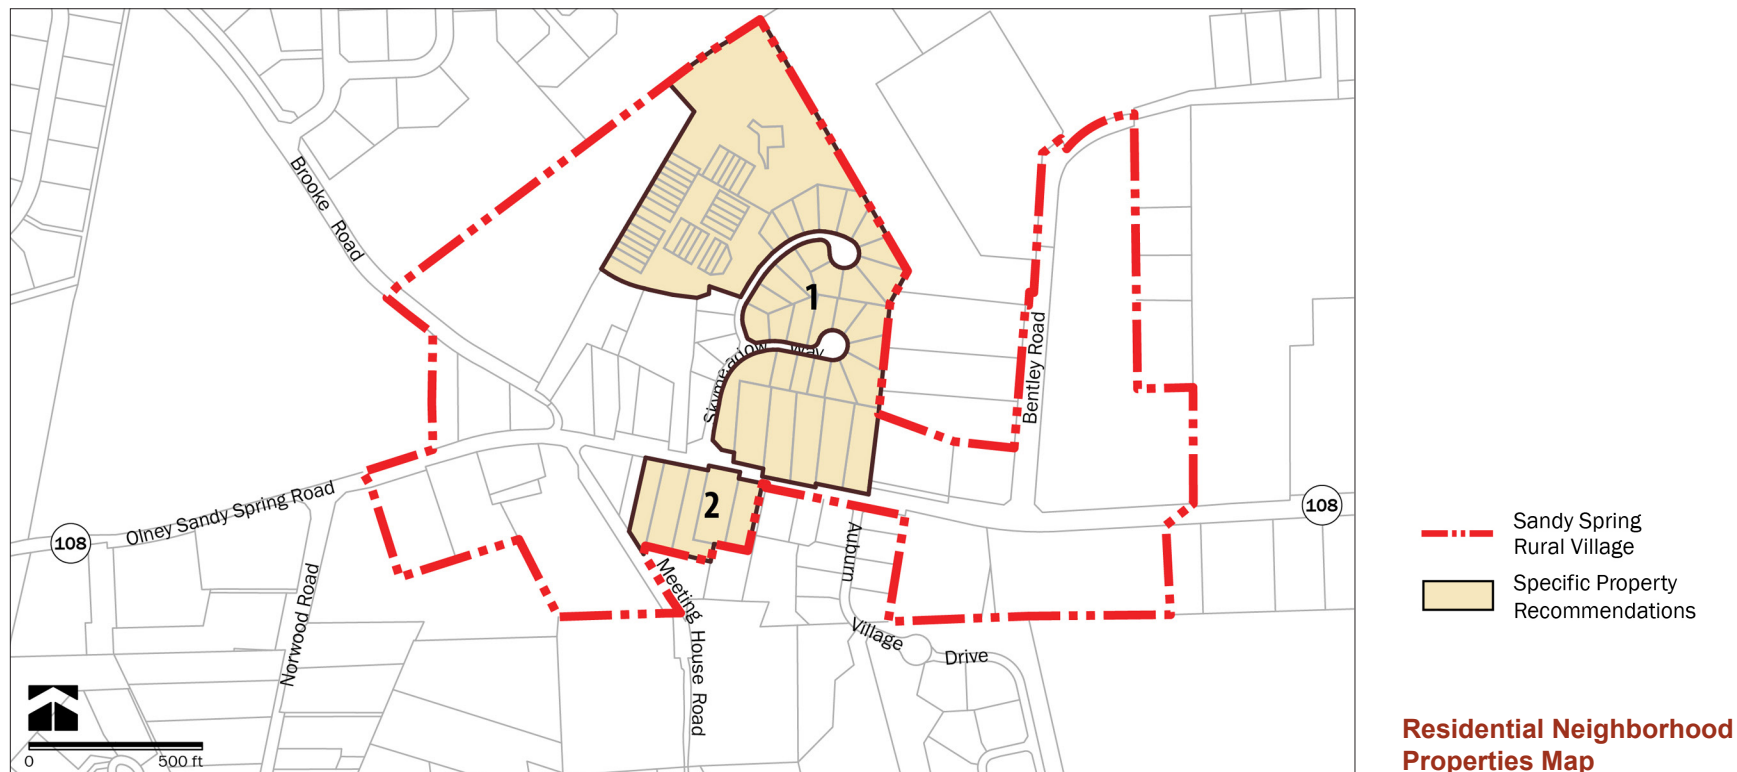 Brooke Road
1
Skymeadow Way
Bentley Road
2
108
Olney Sandy Spring Road
108
Auburn
Village
Drive
Norwood Road
Meeting House Road
0 500 ft
Sandy Spring
Rural Village
Specific Property
Recommendations
Residential Neighborhood
Properties Map